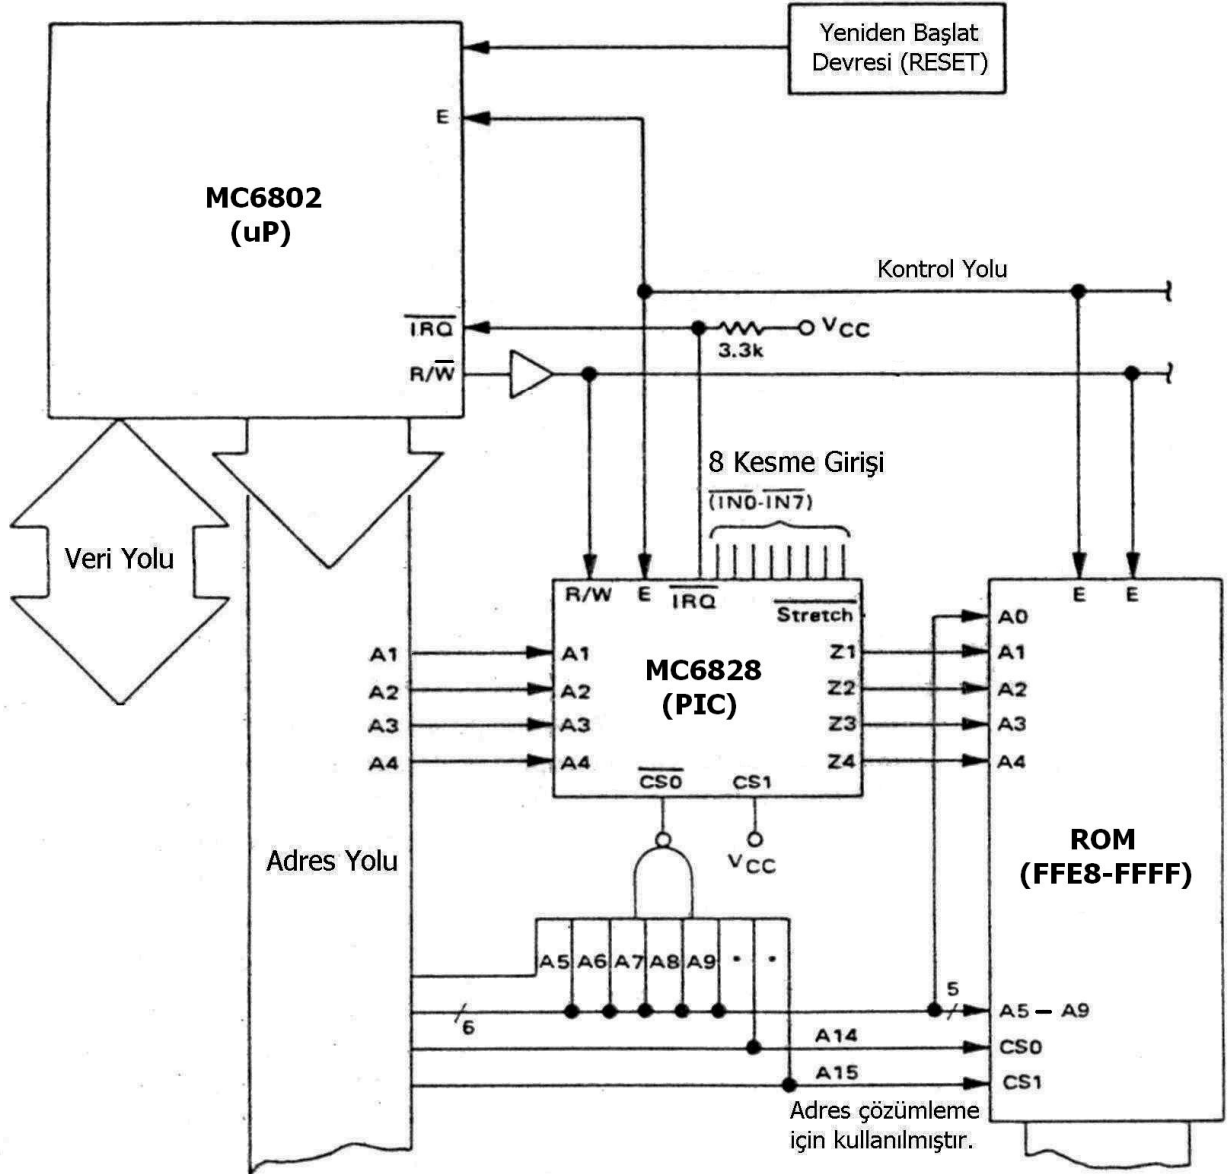 Yeniden Başlat
Devresi (RESET)
E
MC6802
(uP)
Kontrol Yolu
IRQ
VCC
3.3k
R/W
8 Kesme Girişi
(IN0-IN7)
Veri Yolu
R/W E IRQ
Stretch
E E
A0
A1 A1 Z1 A1
MC6828
(PIC)
A2 A2 Z2 A2
A3 A3 Z3 A3
A4 A4 Z4 A4
CS0 CS1
VCC
Adres Yolu
ROM
(FFE8-FFFF)
A5 A6 A7 A8 A9 · ·
6
5
A5 – A9
A14
CS0
A15
CS1
Adres çözümleme
için kullanılmıştır.